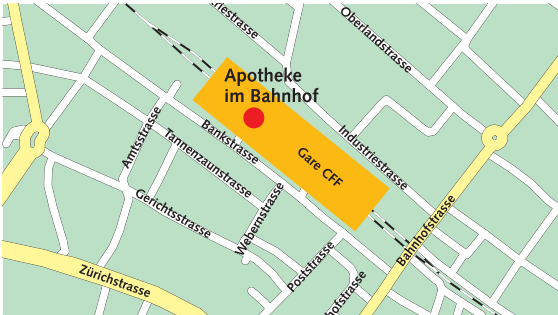 Oberlandstrasse
Apotheke
im Bahnhof
Industriestrasse
Gare CFF
Bankstrasse
Amtsstrasse
Tannenzaunstrasse
Gerichtsstrasse
Webernstrasse
Bahnhofstrasse
Poststrasse
Zürichstrasse